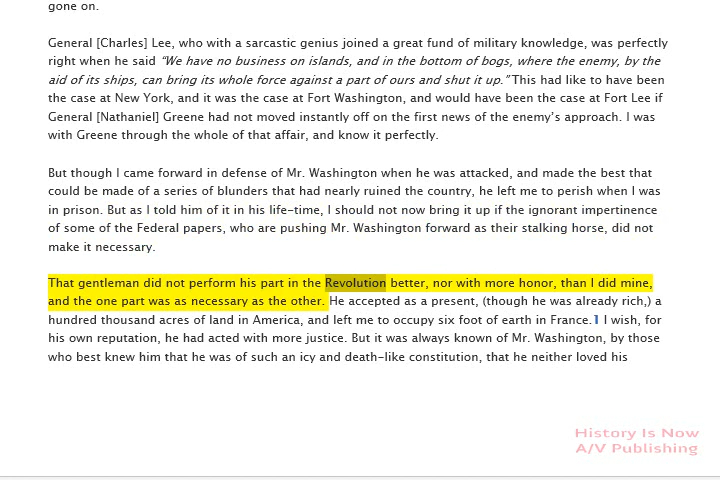 gone on.
General [Charles] Lee, who with a sarcastic genius joined a great fund of military knowledge, was perfectly
right when he said “We have no business on islands, and in the bottom of bogs, where the enemy, by the
aid of its ships, can bring its whole force against a part of ours and shut it up.” This had like to have been
the case at New York, and it was the case at Fort Washington, and would have been the case at Fort Lee if
General [Nathaniel] Greene had not moved instantly off on the first news of the enemy’s approach. I was
with Greene through the whole of that affair, and know it perfectly.
But though I came forward in defense of Mr. Washington when he was attacked, and made the best that
could be made of a series of blunders that had nearly ruined the country, he left me to perish when I was
in prison. But as I told him of it in his life-time, I should not now bring it up if the ignorant impertinence
of some of the Federal papers, who are pushing Mr. Washington forward as their stalking horse, did not
make it necessary.
That gentleman did not perform his part in the Revolution better, nor with more honor, than I did mine,
and the one part was as necessary as the other. He accepted as a present, (though he was already rich,) a
hundred thousand acres of land in America, and left me to occupy six foot of earth in France.1 I wish, for
his own reputation, he had acted with more justice. But it was always known of Mr. Washington, by those
who best knew him that he was of such an icy and death-like constitution, that he neither loved his
History Is Now
A/V Publishing